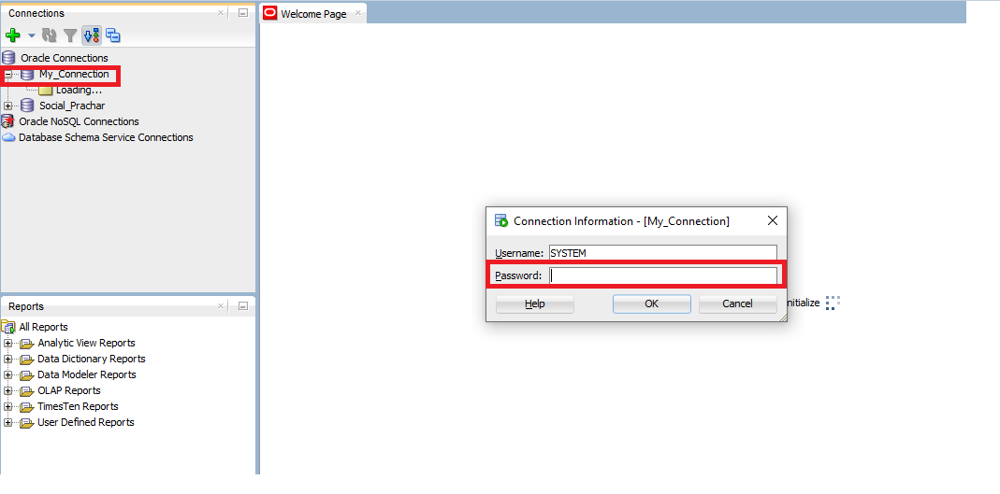 Connections
Oracle Connections
My_Connection
Loading...
Social_Prachar
Oracle NoSQL Connections
Database Schema Service Connections
Reports
All Reports
Analytic View Reports
Data Dictionary Reports
Data Modeler Reports
OLAP Reports
TimesTen Reports
User Defined Reports
Welcome Page
Connection Information - [My_Connection]
Username: SYSTEM
Password:
Help OK Cancel
nitialize